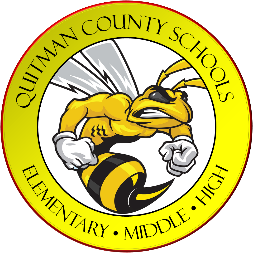 QUITMAN COUNTY SCHOOLS
ELEMENTARY • MIDDLE • HIGH